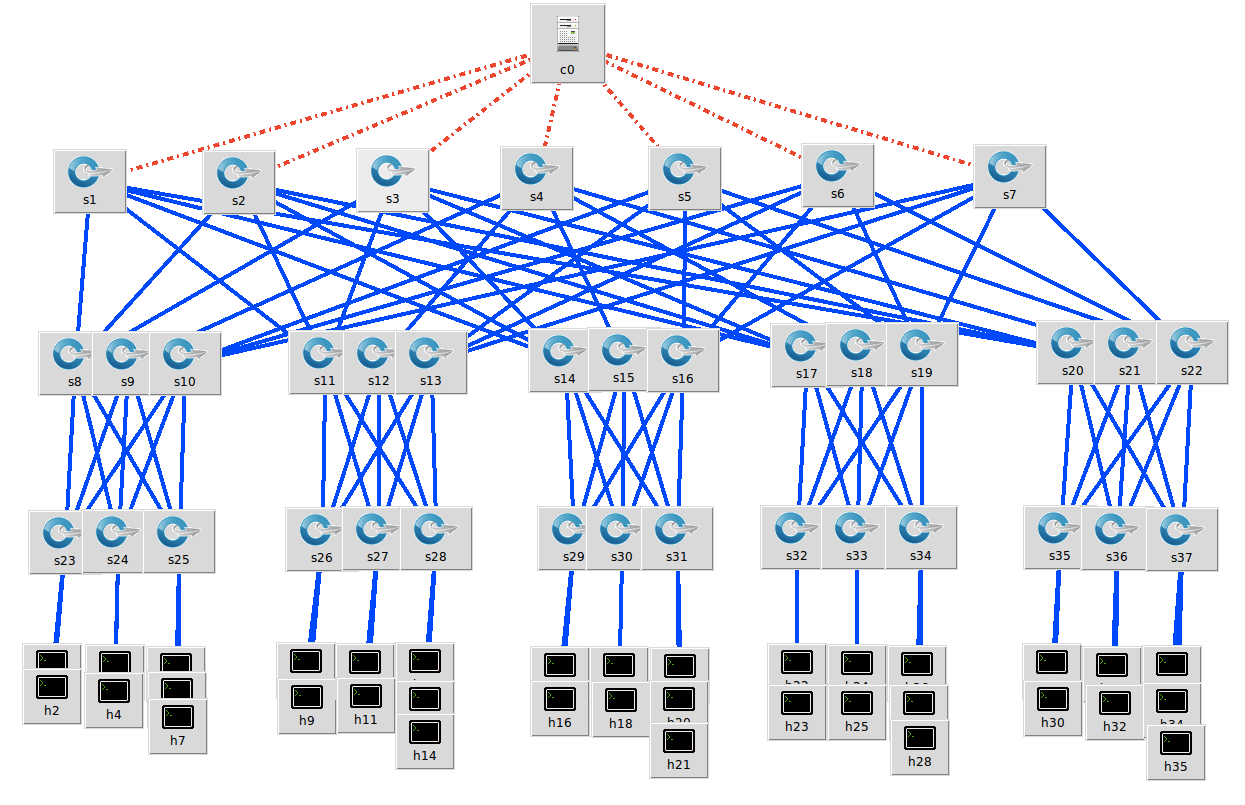 c0
s1 s2 s3 s4 s5 s6 s7
s8 s9 s10 s11 s12 s13 s14 s15 s16 s17 s18 s19 s20 s21 s22
s23 s24 s25 s26 s27 s28 s29 s30 s31 s32 s33 s34 s35 s36 s37
h2 h4 h7 h9 h11 h14 h16 h18 h21 h23 h25 h28 h30 h32 h35